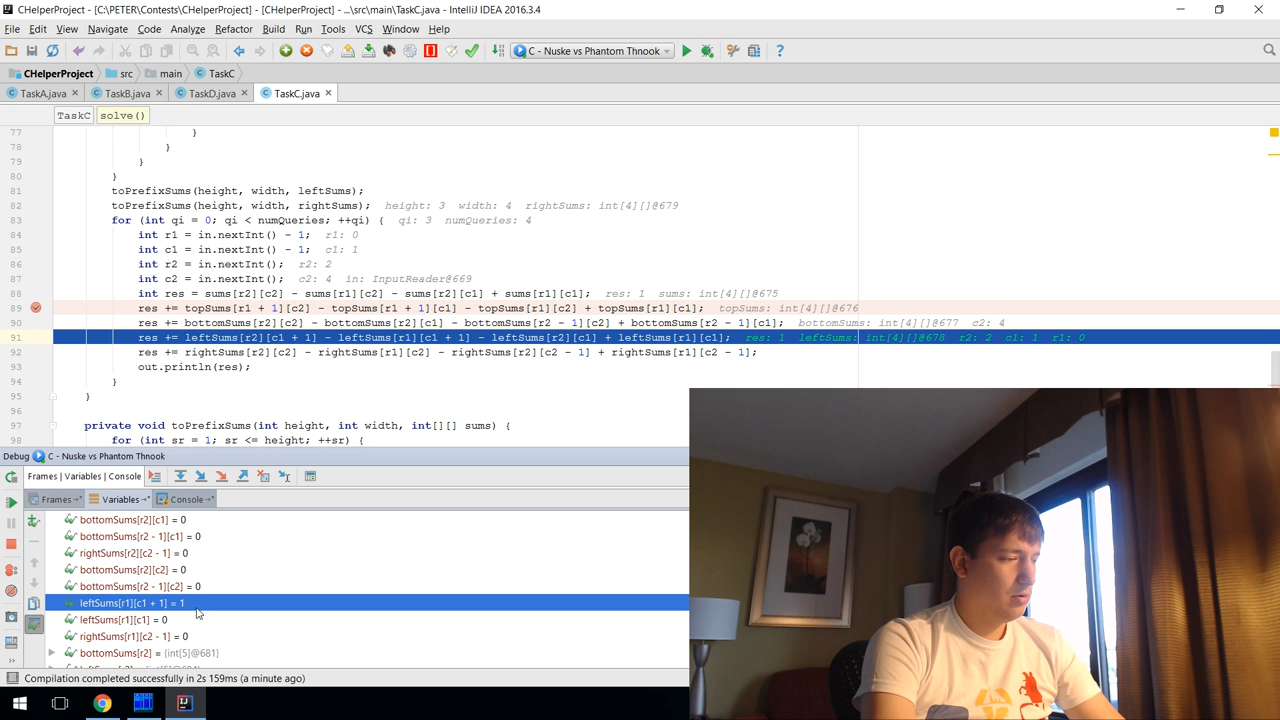 CHelperProject - [C:\PETER\Contests\CHelperProject] - [CHelperProject] - ...\src\main\TaskC.java - IntelliJ IDEA 2016.3.4
File Edit View Navigate Code Analyze Refactor Build Run Tools VCS Window Help
C - Nuske vs Phantom Thnook
CHelperProject src main TaskC
TaskA.java TaskB.java TaskD.java TaskC.java
TaskC solve()
77 }
78 }
79 }
80 }
81 toPrefixSums(height, width, leftSums);
82 toPrefixSums(height, width, rightSums); height: 3 width: 4 rightSums: int[4][]@679
83 for (int qi = 0; qi < numQueries; ++qi) { qi: 3 numQueries: 4
84 int r1 = in.nextInt() - 1; r1: 0
85 int c1 = in.nextInt() - 1; c1: 1
86 int r2 = in.nextInt(); r2: 2
87 int c2 = in.nextInt(); c2: 4 in: InputReader@669
88 int res = sums[r2][c2] - sums[r1][c2] - sums[r2][c1] + sums[r1][c1]; res: 1 sums: int[4][]@675
89 res += topSums[r1 + 1][c2] - topSums[r1 + 1][c1] - topSums[r1][c2] + topSums[r1][c1]; topSums: int[4][]@676
90 res += bottomSums[r2][c2] - bottomSums[r2][c1] - bottomSums[r2 - 1][c2] + bottomSums[r2 - 1][c1]; bottomSums: int[4][]@677 c2: 4
91 res += leftSums[r2][c1 + 1] - leftSums[r1][c1 + 1] - leftSums[r2][c1] + leftSums[r1][c1]; res: 1 leftSums: int[4][]@678 r2: 2 c1: 1 r1: 0
92 res += rightSums[r2][c2] - rightSums[r1][c2] - rightSums[r2][c2 - 1] + rightSums[r1][c2 - 1];
93 out.println(res);
94 }
95 }
96
97 private void toPrefixSums(int height, int width, int[][] sums) {
98 for (int sr = 1; sr <= height; ++sr) {
Debug C - Nuske vs Phantom Thnook
Frames | Variables | Console
Frames Variables Console
bottomSums[r2][c1] = 0
bottomSums[r2 - 1][c1] = 0
rightSums[r2][c2 - 1] = 0
bottomSums[r2][c2] = 0
bottomSums[r2 - 1][c2] = 0
leftSums[r1][c1 + 1] = 1
leftSums[r1][c1] = 0
rightSums[r1][c2 - 1] = 0
bottomSums[r2] = {int[5]@681}
Compilation completed successfully in 2s 159ms (a minute ago)